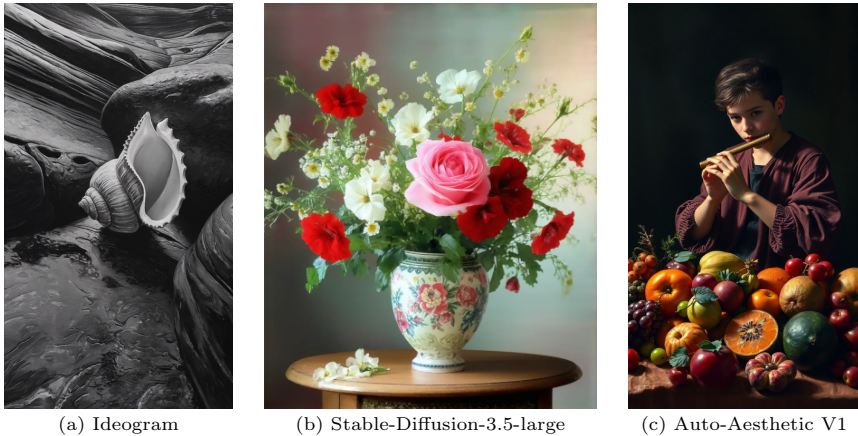 (a) Ideogram
(b) Stable-Diffusion-3.5-large
(c) Auto-Aesthetic V1